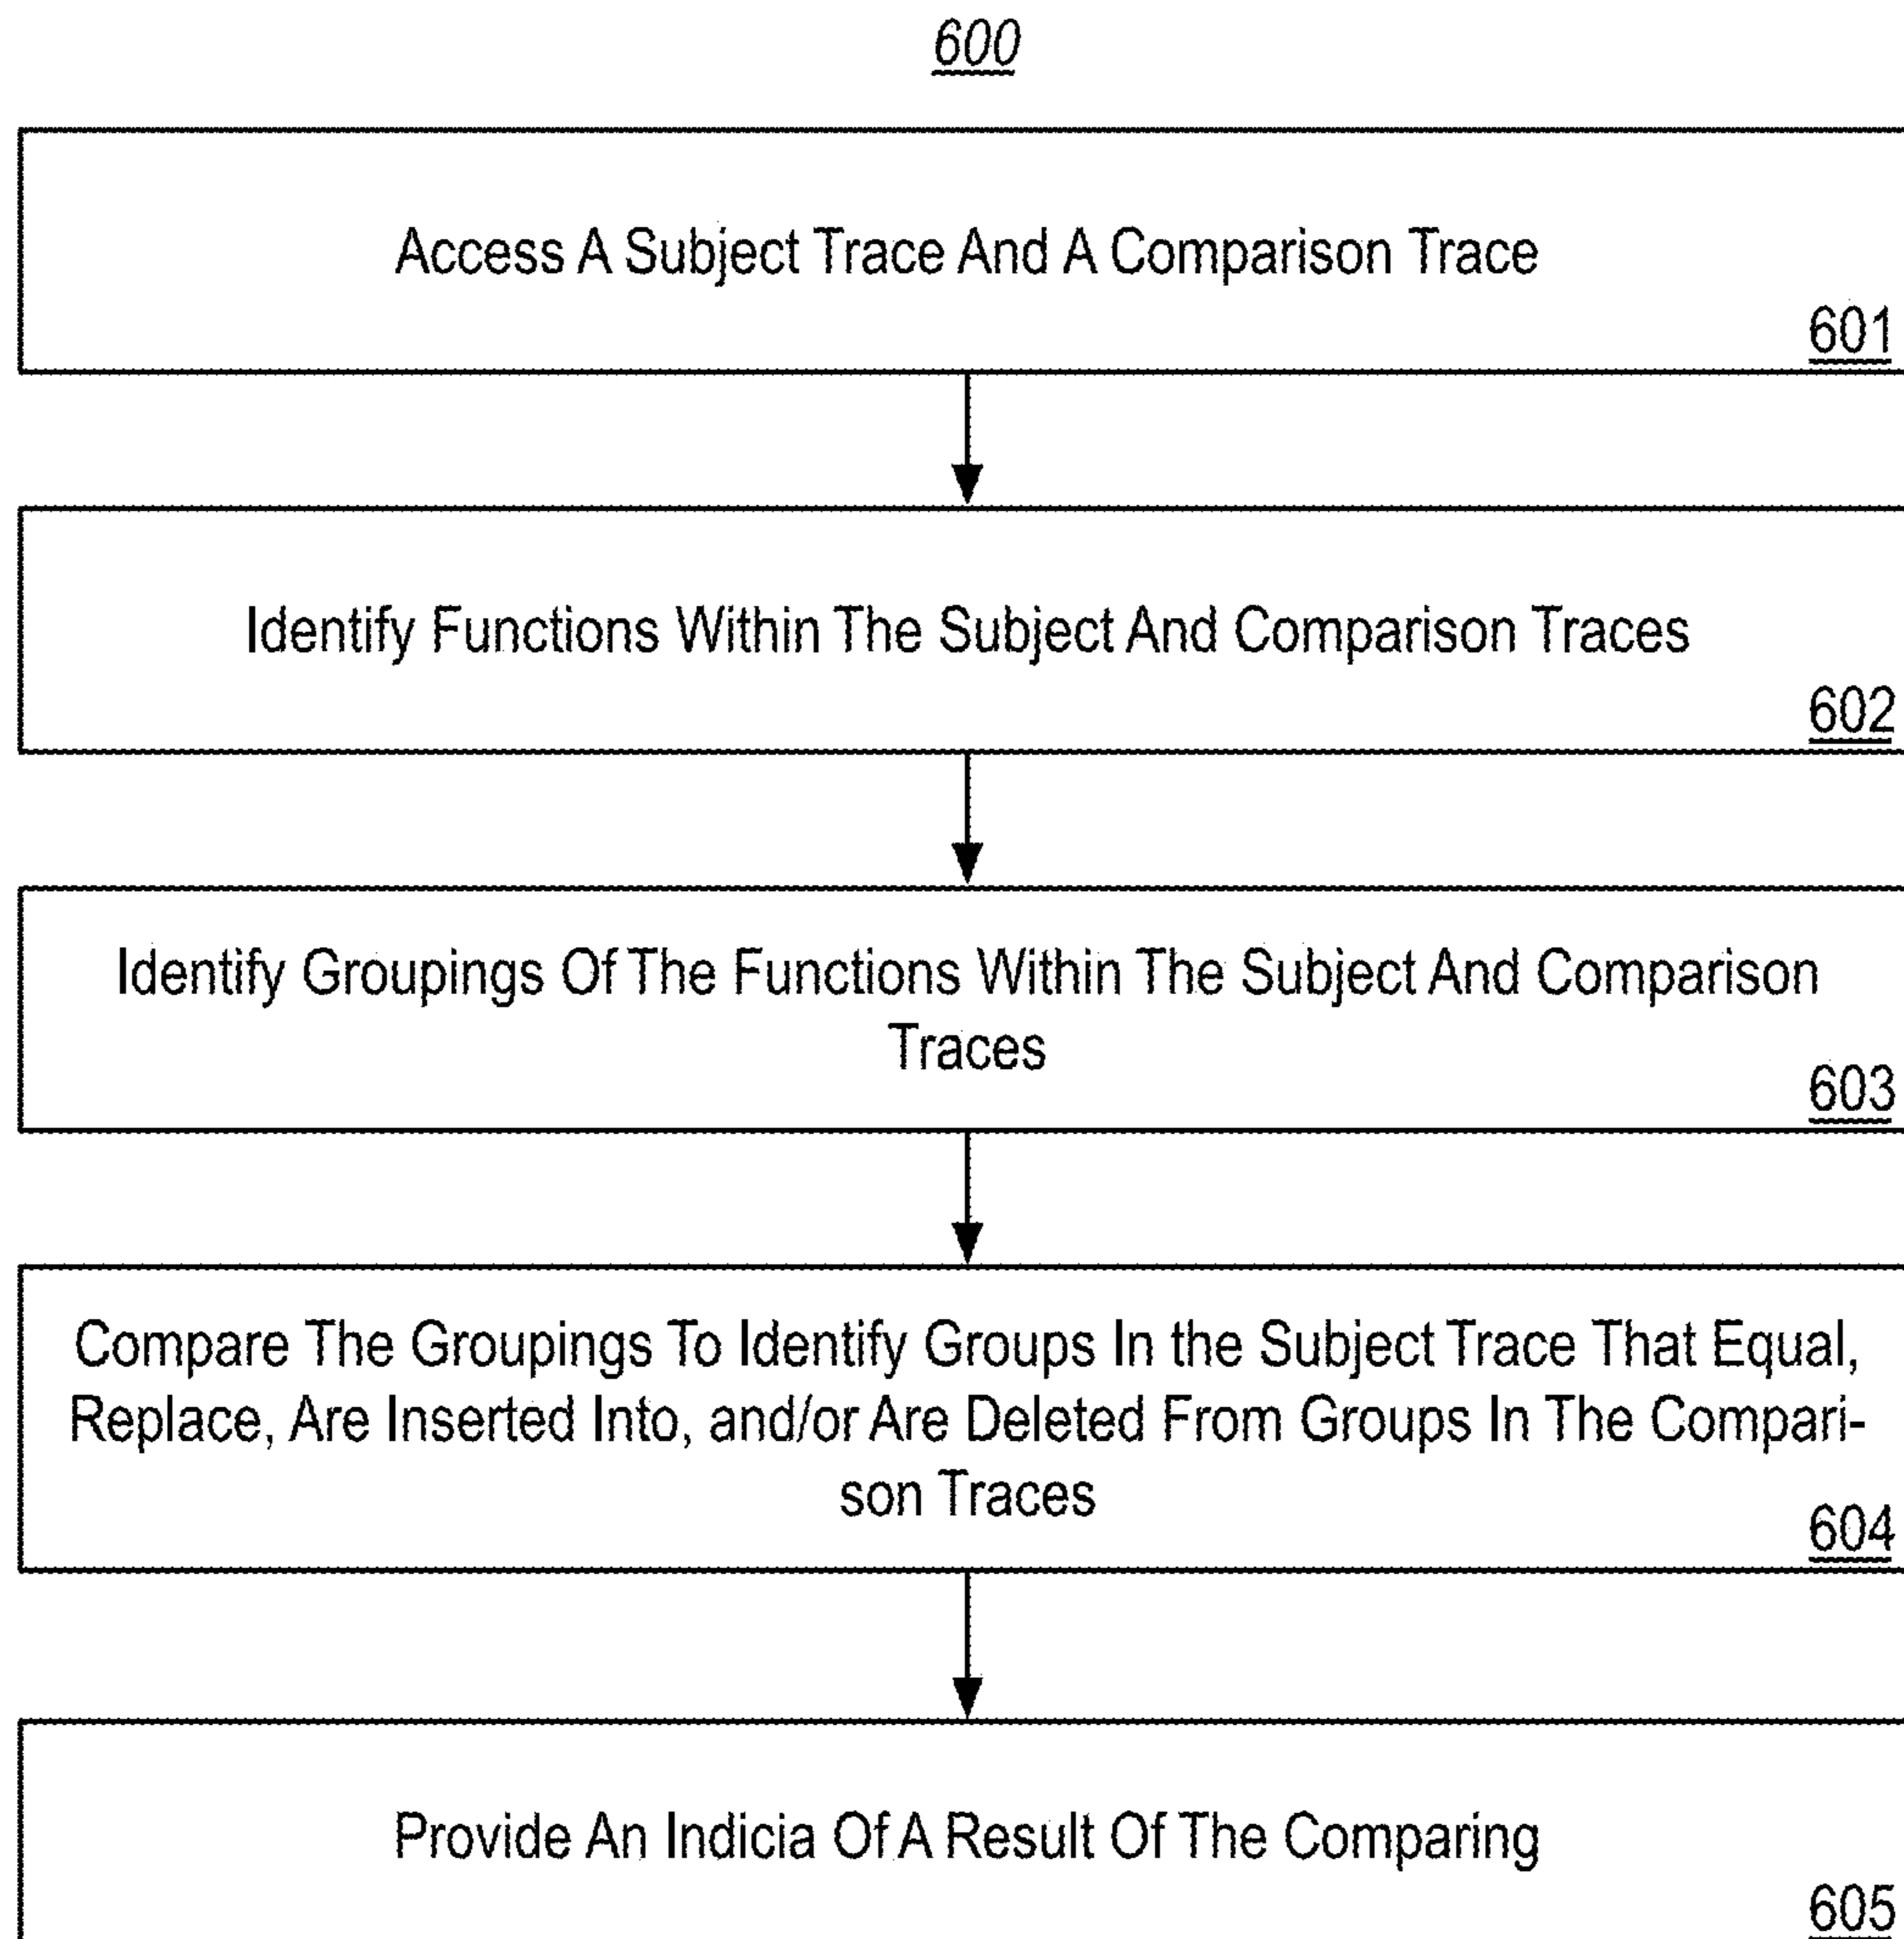 600
Access A Subject Trace And A Comparison Trace
601
Identify Functions Within The Subject And Comparison Traces
602
Identify Groupings Of The Functions Within The Subject And Comparison
Traces
603
Compare The Groupings To Identify Groups In the Subject Trace That Equal,
Replace, Are Inserted Into, and/or Are Deleted From Groups In The Compari-
son Traces
604
Provide An Indicia Of A Result Of The Comparing
605